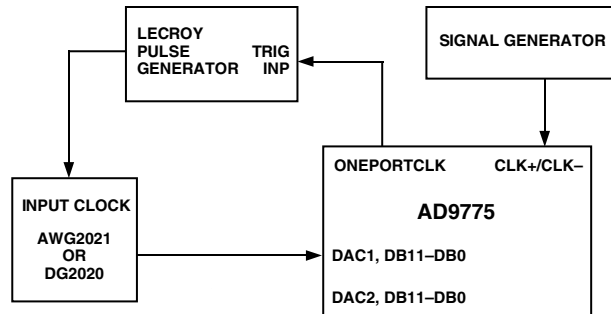 LECROY
PULSE TRIG
GENERATOR INP
SIGNAL GENERATOR
ONEPORTCLK CLK+/CLK–
AD9775
INPUT CLOCK
AWG2021
OR
DG2020
DAC1, DB11–DB0
DAC2, DB11–DB0